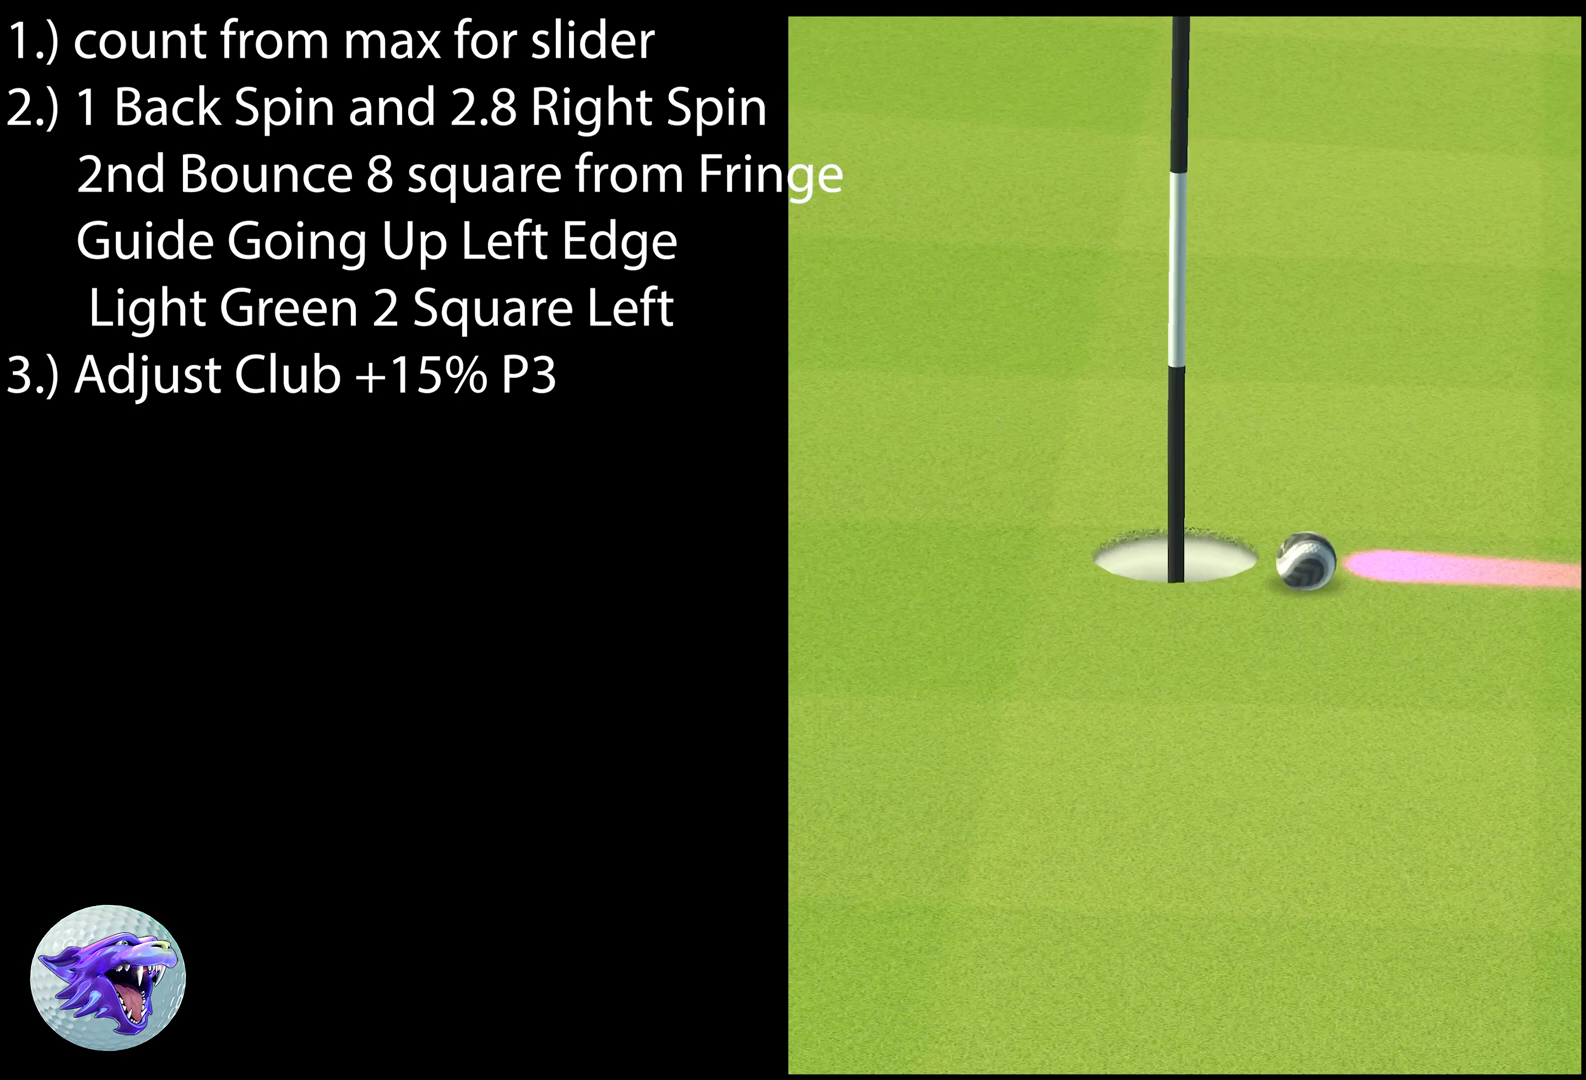 1.) count from max for slider
2.) 1 Back Spin and 2.8 Right Spin
2nd Bounce 8 square from Fringe
Guide Going Up Left Edge
Light Green 2 Square Left
3.) Adjust Club +15% P3